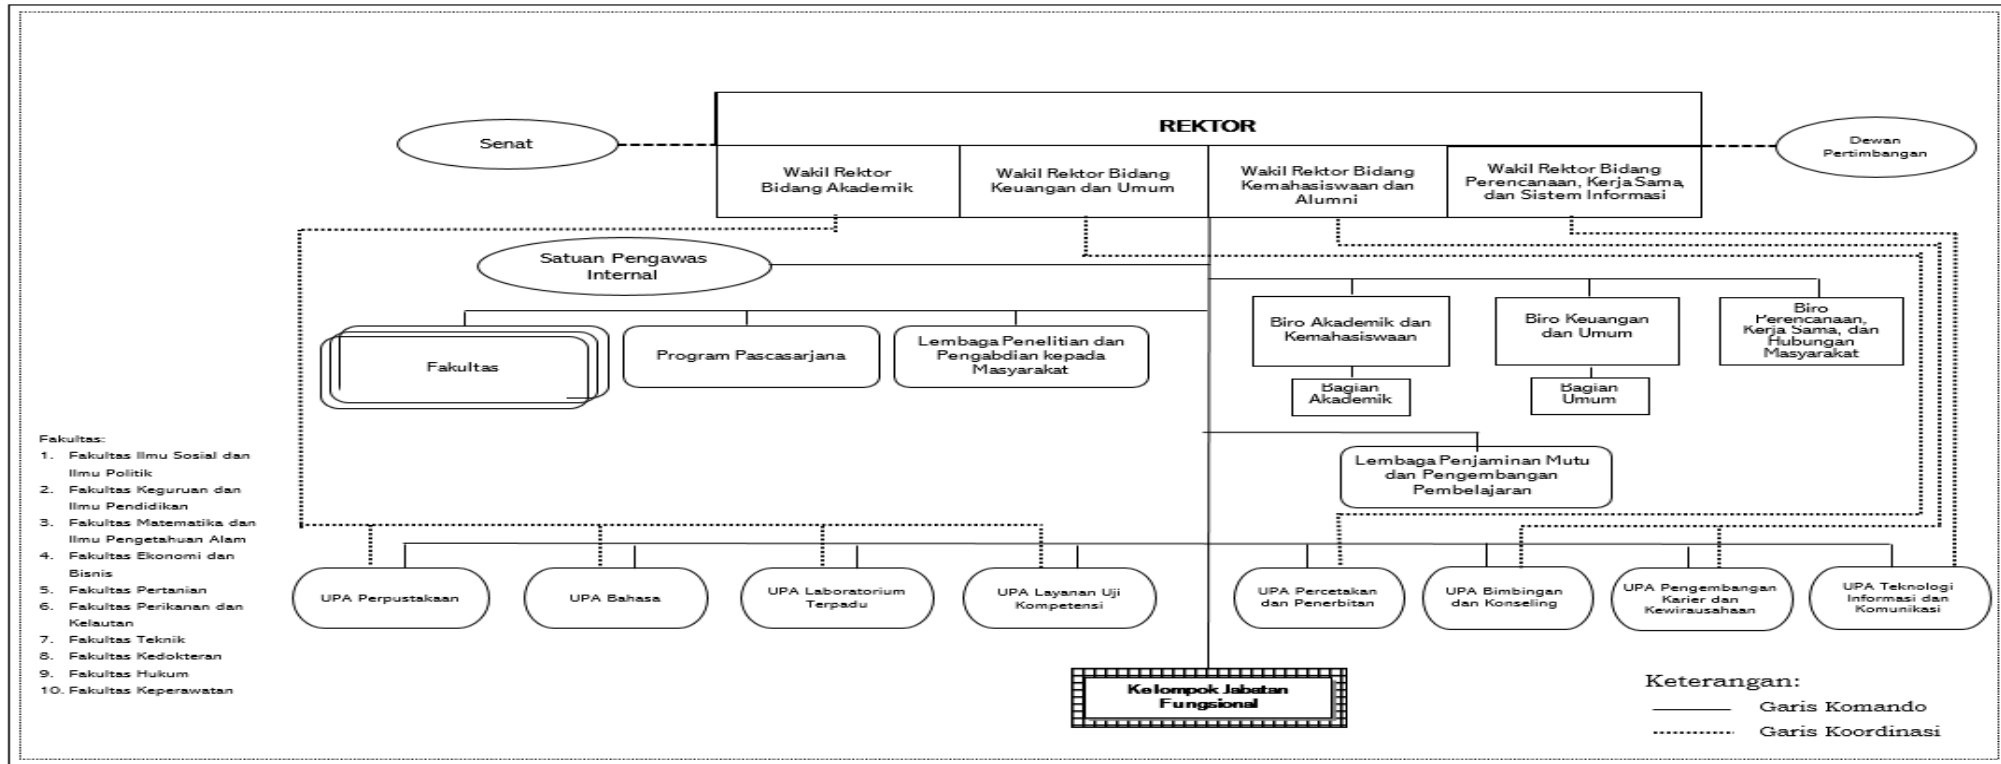 REKTOR
Senat
Dewan
Pertimbangan
Wakil Rektor
Bidang Akademik
Wakil Rektor Bidang
Keuangan dan Umum
Wakil Rektor Bidang
Kemahasiswaan dan
Alumni
Wakil Rektor Bidang
Perencanaan, Kerja Sama,
dan Sistem Informasi
Satuan Pengawas
Internal
Fakultas
Program Pascasarjana
Lembaga Penelitian dan
Pengabdian kepada
Masyarakat
Biro Akademik dan
Kemahasiswaan
Bagian
Akademik
Biro Keuangan
dan Umum
Bagian
Umum
Biro
Perencanaan,
Kerja Sama, dan
Hubungan
Masyarakat
Lembaga Penjaminan Mutu
dan Pengembangan
Pembelajaran
Fakultas:
1. Fakultas Ilmu Sosial dan
Ilmu Politik
2. Fakultas Keguruan dan
Ilmu Pendidikan
3. Fakultas Matematika dan
Ilmu Pengetahuan Alam
4. Fakultas Ekonomi dan
Bisnis
5. Fakultas Pertanian
6. Fakultas Perikanan dan
Kelautan
7. Fakultas Teknik
8. Fakultas Kedokteran
9. Fakultas Hukum
10. Fakultas Keperawatan
UPA Perpustakaan
UPA Bahasa
UPA Laboratorium
Terpadu
UPA Layanan Uji
Kompetensi
UPA Percetakan
dan Penerbitan
UPA Bimbingan
dan Konseling
UPA Pengembangan
Karier dan
Kewirausahaan
UPA Teknologi
Informasi dan
Komunikasi
Kelompok Jabatan
Fungsional
Keterangan:
Garis Komando
Garis Koordinasi